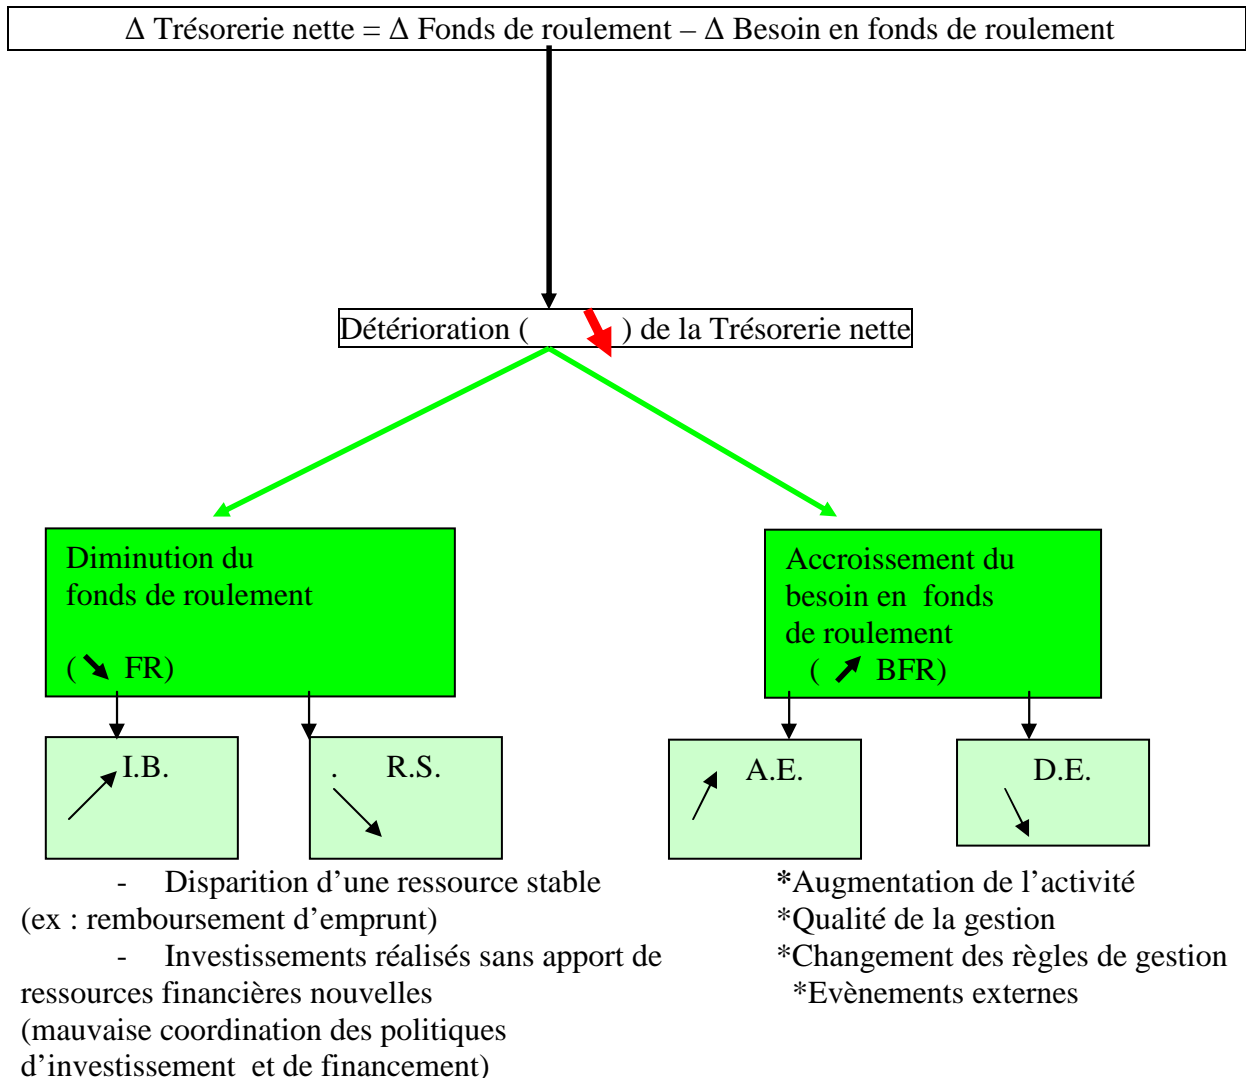 Δ Trésorerie nette = Δ Fonds de roulement – Δ Besoin en fonds de roulement
Détérioration ( ) de la Trésorerie nette
Diminution du
fonds de roulement
( FR)
Accroissement du
besoin en fonds
de roulement
( BFR)
I.B.
. R.S.
A.E.
D.E.
- Disparition d’une ressource stable
(ex : remboursement d’emprunt)
- Investissements réalisés sans apport de
ressources financières nouvelles
(mauvaise coordination des politiques
d’investissement et de financement)
*Augmentation de l’activité
*Qualité de la gestion
*Changement des règles de gestion
*Evènements externes